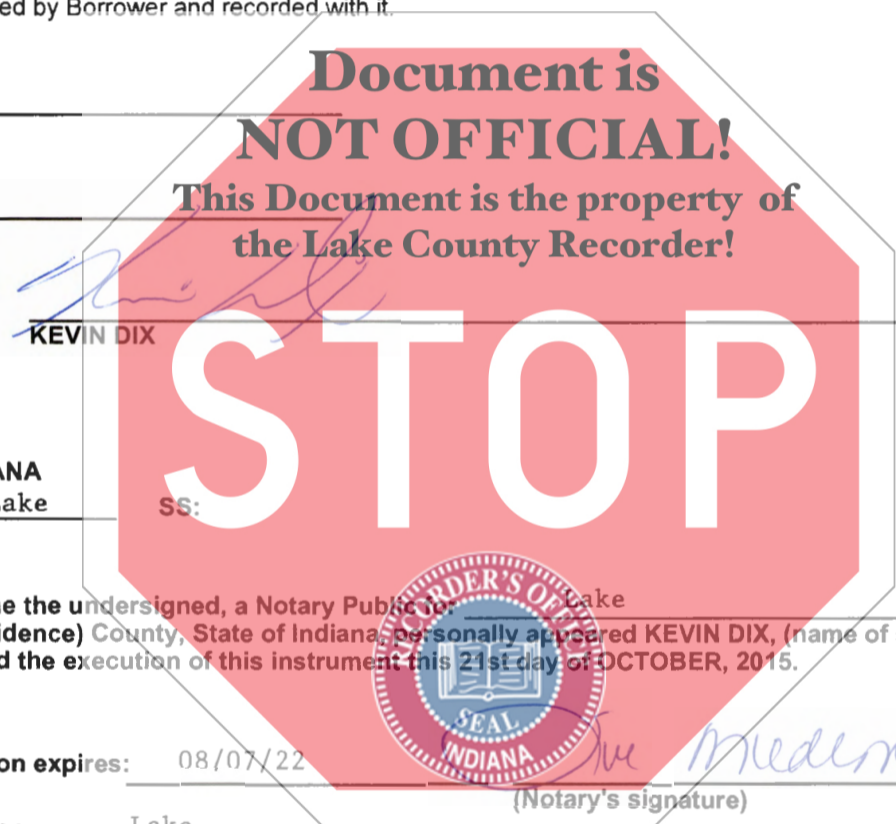 ed by Borrower and recorded with it.
Document is
NOT OFFICIAL!
This Document is the property of
the Lake County Recorder!
KEVIN DIX
STOP
ANA
Lake SS:
e the undersigned, a Notary Public for Lake
idence) County, State of Indiana, personally appeared KEVIN DIX, (name of
d the execution of this instrument this 21st day of OCTOBER, 2015.
RECORDER'S OFFICE
SEAL
INDIANA
on expires: 08/07/22
(Notary's signature)
Lake